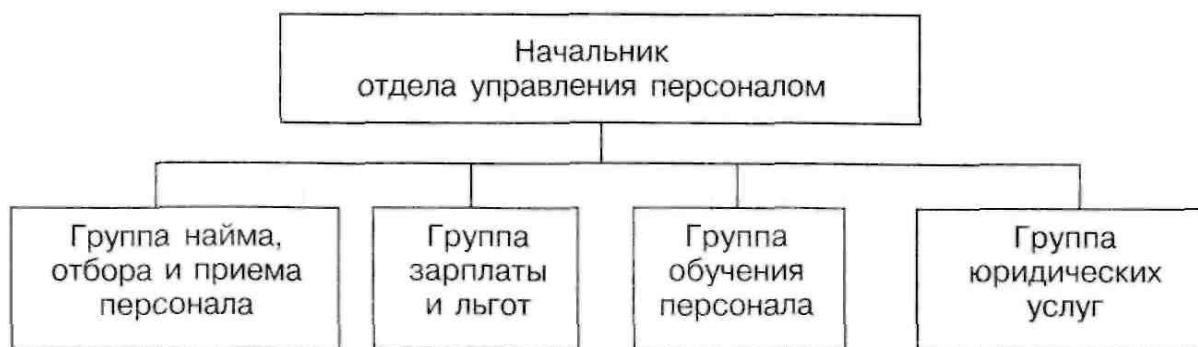 Начальник
отдела управления персоналом
Группа найма,
отбора и приема
персонала
Группа
зарплаты
и льгот
Группа
обучения
персонала
Группа
юридических
услуг